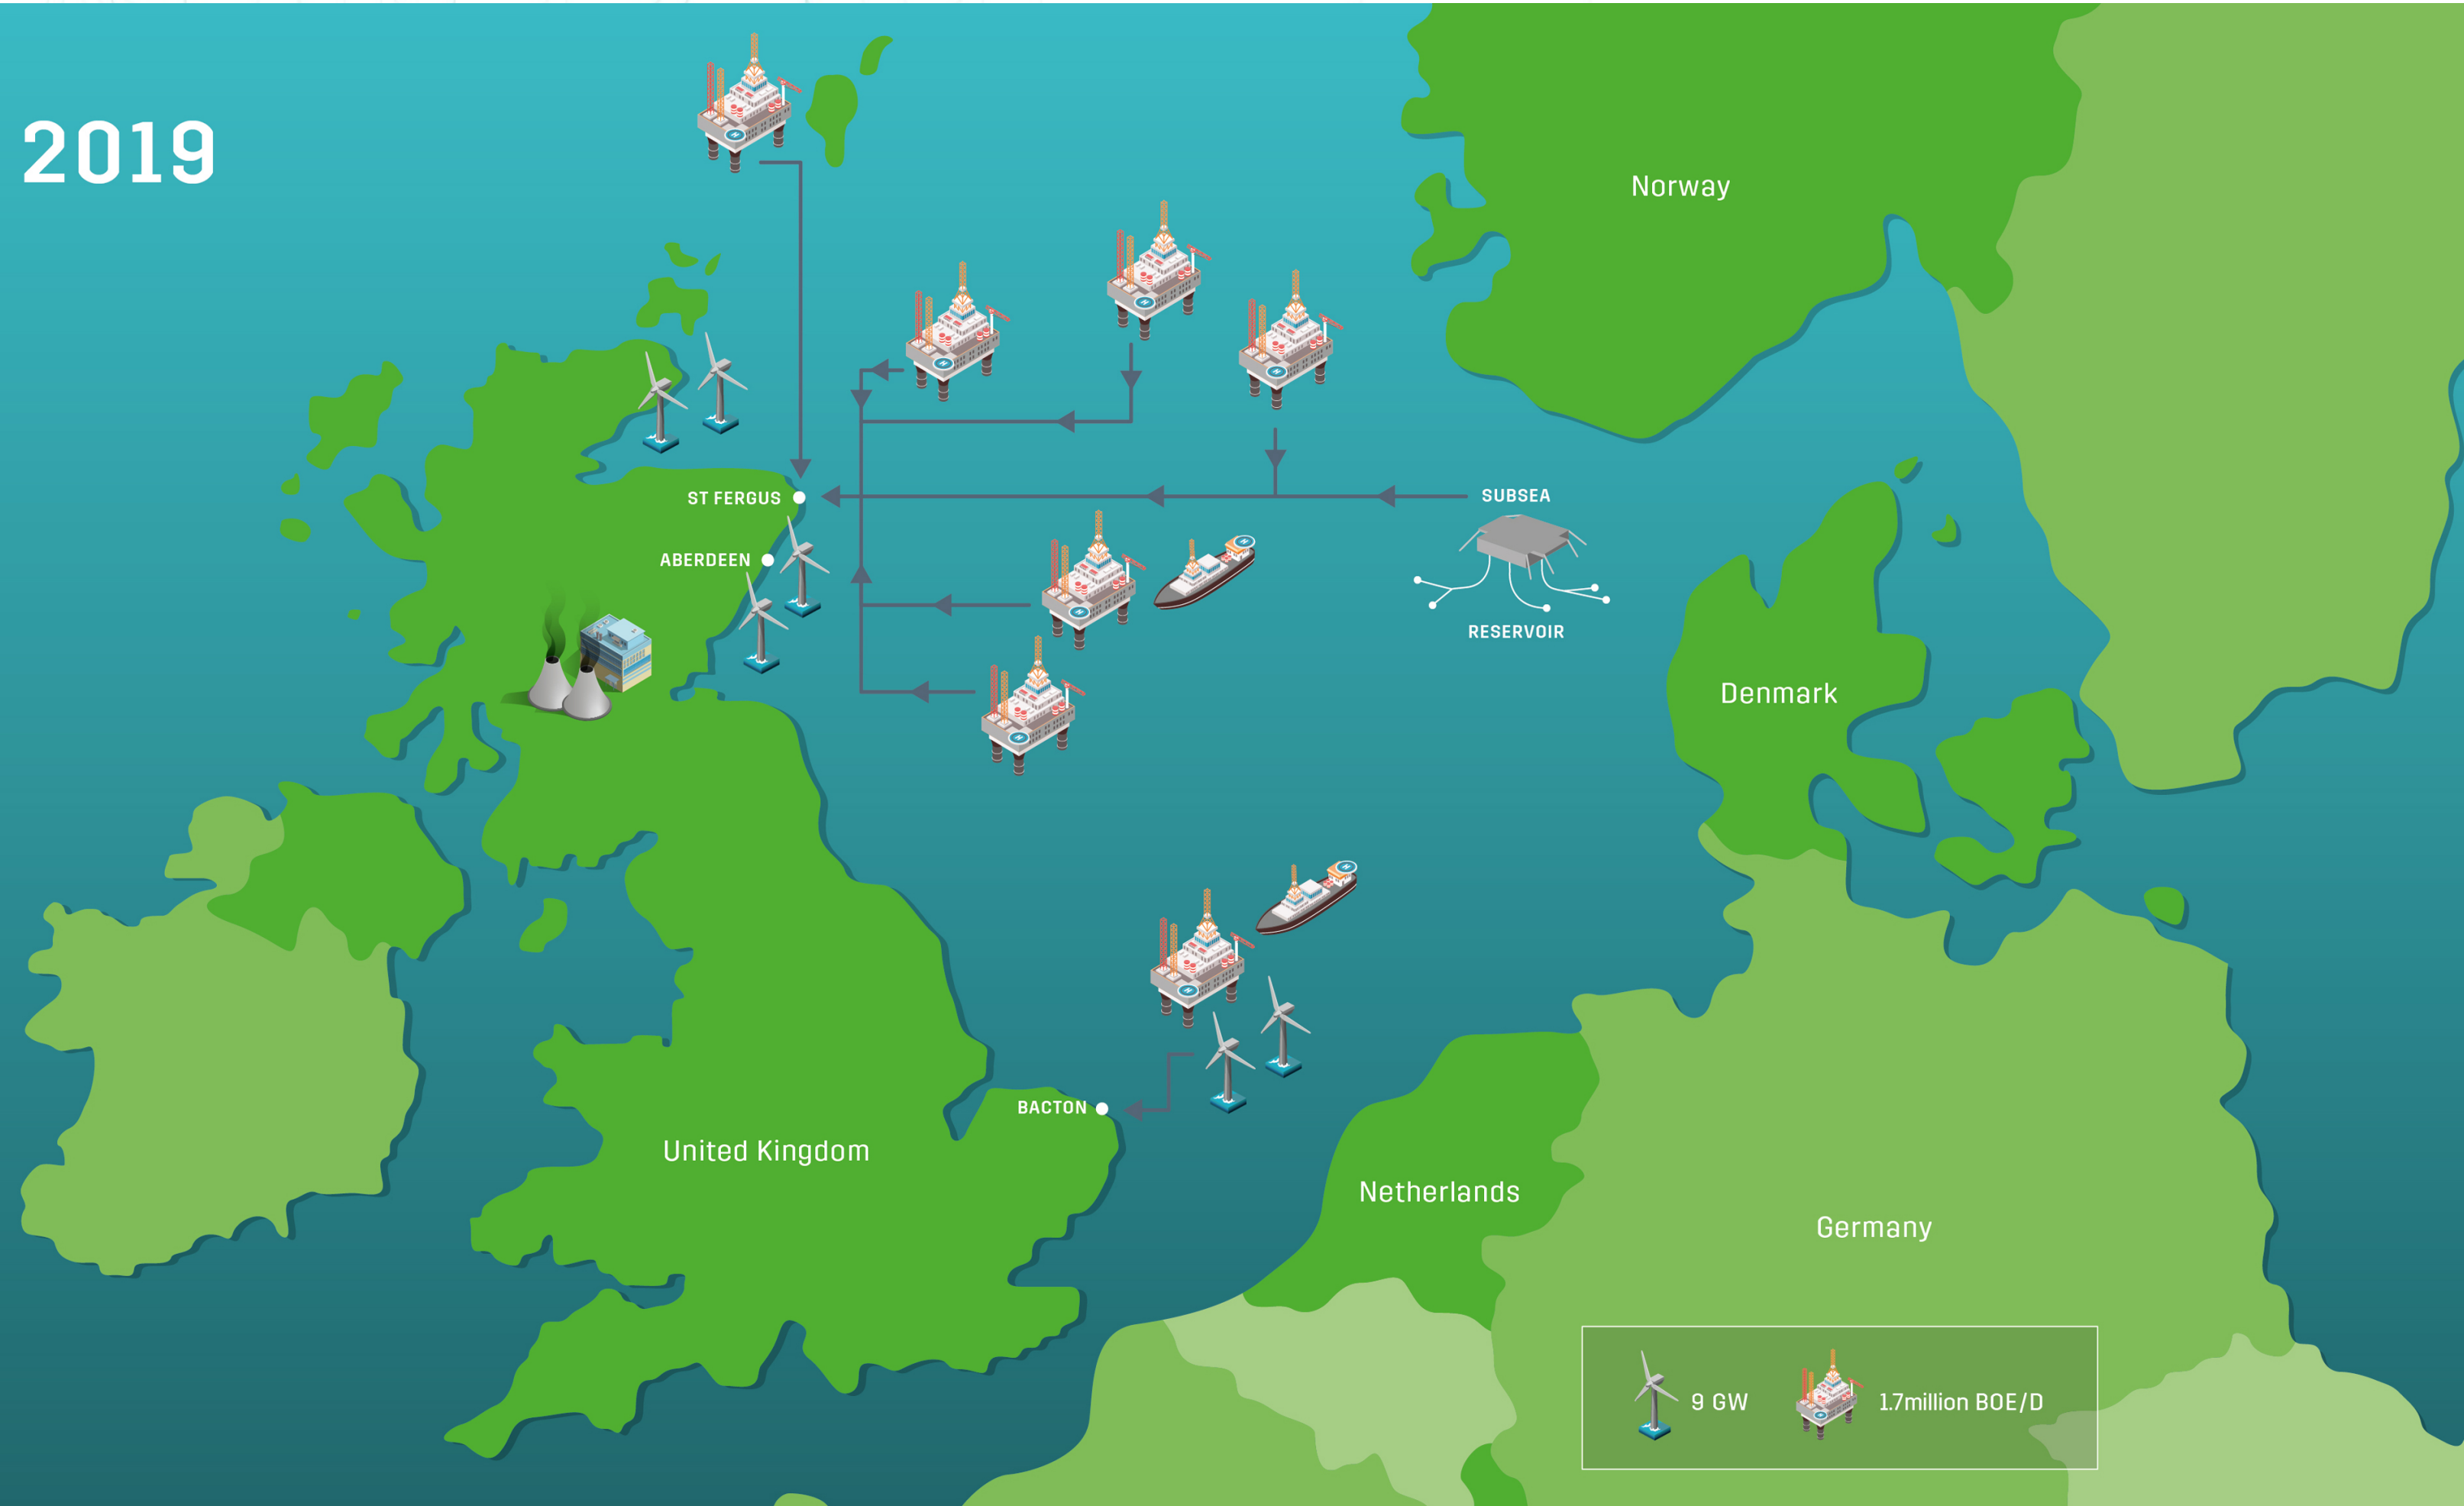 2019
Norway
ST FERGUS
SUBSEA
ABERDEEN
RESERVOIR
Denmark
BACTON
United Kingdom
Netherlands
Germany
9 GW
1.7million BOE/D